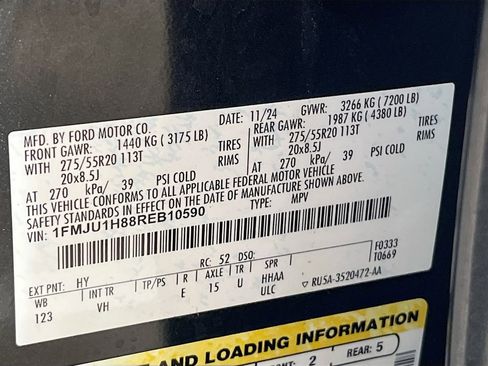 MFD. BY FORD MOTOR CO.
DATE: 11/24 GVWR: 3266 KG (7200 LB)
FRONT GAWR: 1440 KG (3175 LB) REAR GAWR: 1987 KG (4380 LB)
WITH 275/55R20 113T TIRES WITH 275/55R20 113T TIRES
20x8.5J RIMS 20x8.5J RIMS
AT 270 kPa/ 39 PSI COLD AT 270 kPa/ 39 PSI COLD
THIS VEHICLE CONFORMS TO ALL APPLICABLE FEDERAL MOTOR VEHICLE
SAFETY STANDARDS IN EFFECT ON THE DATE OF MANUFACTURE SHOWN ABOVE.
VIN: 1FMJU1H88REB10590 TYPE: MPV
F0333
T0669
EXT PNT: HY RC: 52 DSO:
WB INT TR TP/PS R AXLE TR SPR
123 VH E 15 U HHAA
ULC ▽ RU5A-3520472-AA
AND LOADING INFORMATION
2 REAR: 5